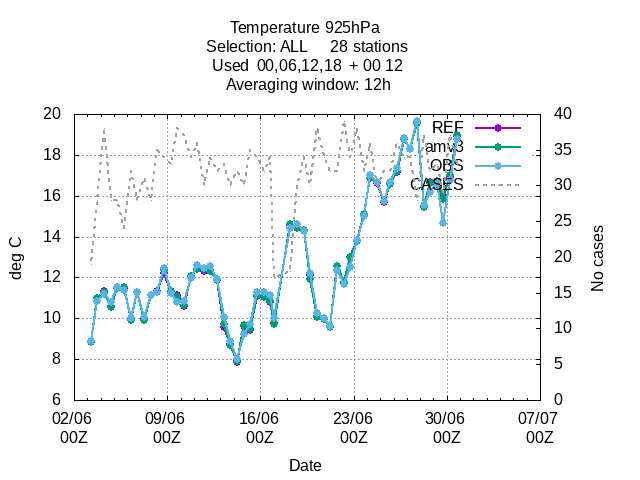 Temperature 925hPa
Selection: ALL 28 stations
Used 00,06,12,18 + 00 12
Averaging window: 12h
20 40
REF
18 35
amv3
OBS
16 30
CASES
25
14
deg C
20
No cases
12
15
10 10
8 5
6 0
02/06 09/06 16/06 23/06 30/06 07/07
00Z 00Z 00Z 00Z 00Z 00Z
Date